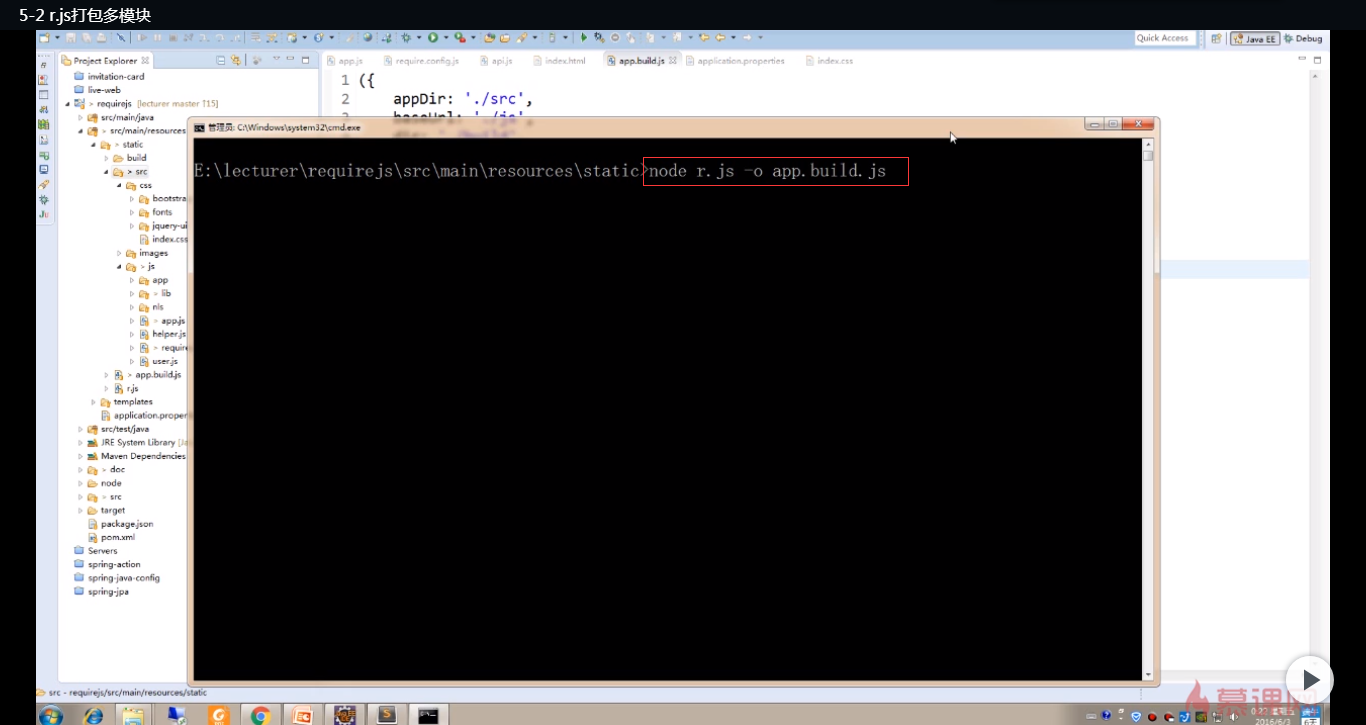 5-2 r.js打包多模块
Quick Access
Java EE
Debug
Project Explorer
app.js
require.config.js
api.js
index.html
app.build.js
application.properties
index.css
invitation-card
live-web
> requirejs [lecturer master ↑15]
src/main/java
> src/main/resources
> static
build
> src
css
bootstra
fonts
jquery-ui
index.css
images
> js
app
> lib
nls
> app.js
helper.js
> require
user.js
> app.build.js
r.js
templates
application.proper
src/test/java
JRE System Library
Maven Dependencies
> doc
node
> src
target
package.json
pom.xml
Servers
spring-action
spring-java-config
spring-jpa
1 ({
2 appDir: './src',
baseUrl: './js',
管理员: C:\Windows\system32\cmd.exe
E:\lecturer\requirejs\src\main\resources\static>node r.js -o app.build.js
src - requirejs/src/main/resources/static
慕课网